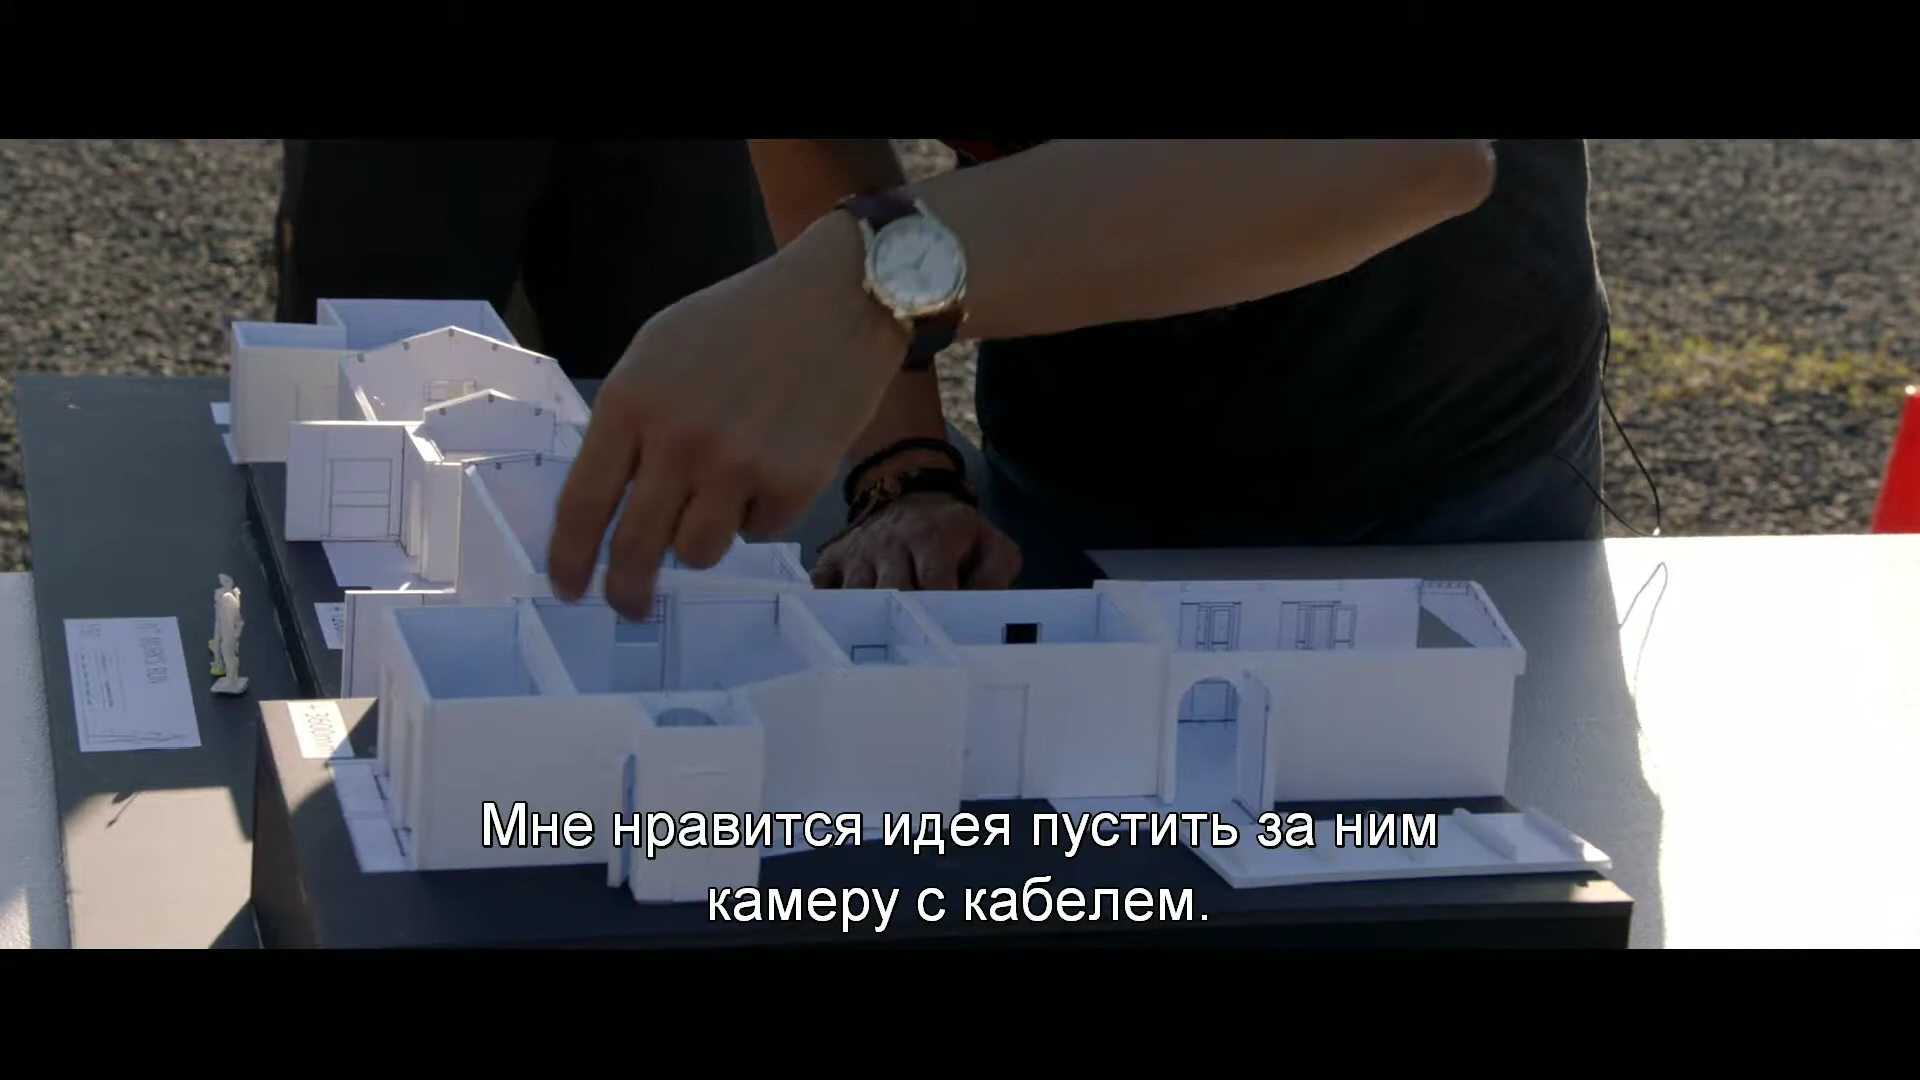 Мне нравится идея пустить за ним
камеру с кабелем.